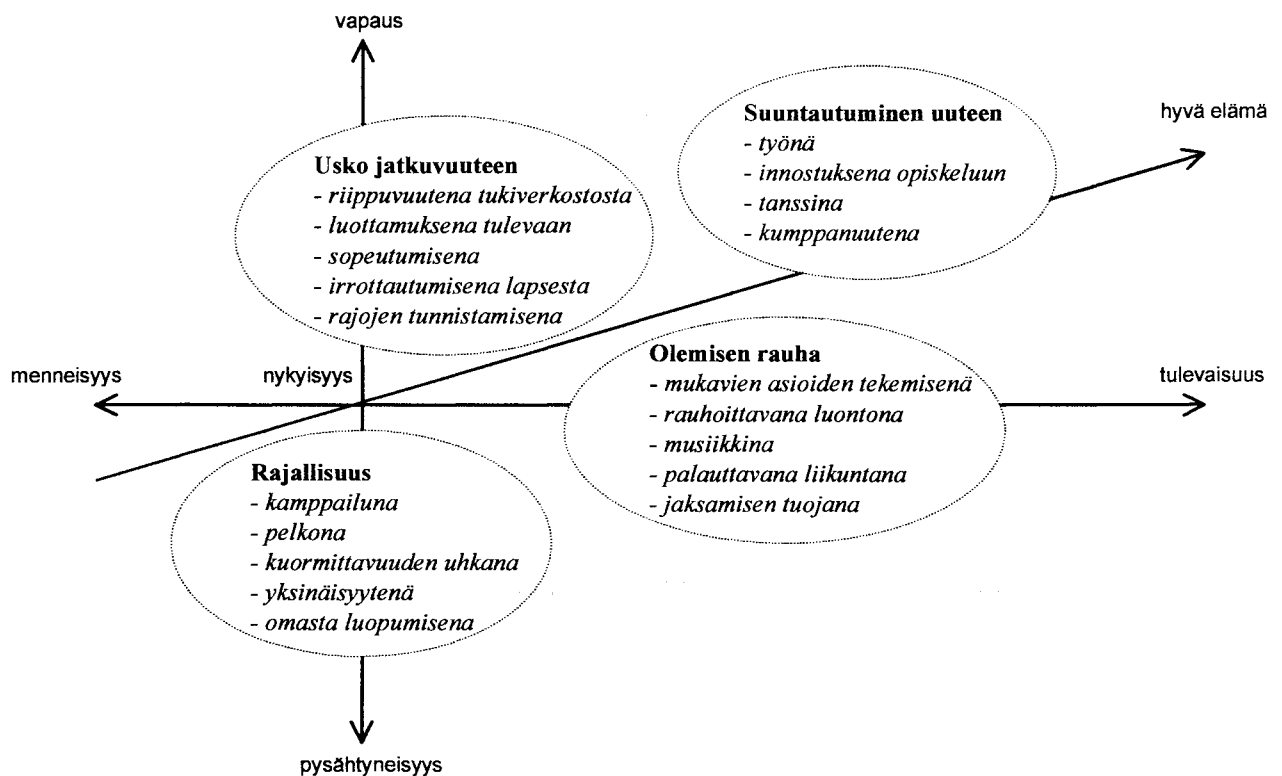 vapaus
Suuntautuminen uuteen
- työnä
- innostuksena opiskeluun
- tanssina
- kumppanuutena
hyvä elämä
Usko jatkuvuuteen
- riippuvuutena tukiverkostosta
- luottamuksena tulevaan
- sopeutumisena
- irrottautumisena lapsesta
- rajojen tunnistamisena
menneisyys
nykyisyys
Olemisen rauha
- mukavien asioiden tekemisenä
- rauhoittavana luontona
- musiikkina
- palauttavana liikuntana
- jaksamisen tuojana
tulevaisuus
Rajallisuus
- kamppailuna
- pelkona
- kuormittavuuden uhkana
- yksinäisyytenä
- omasta luopumisena
pysähtyneisyys